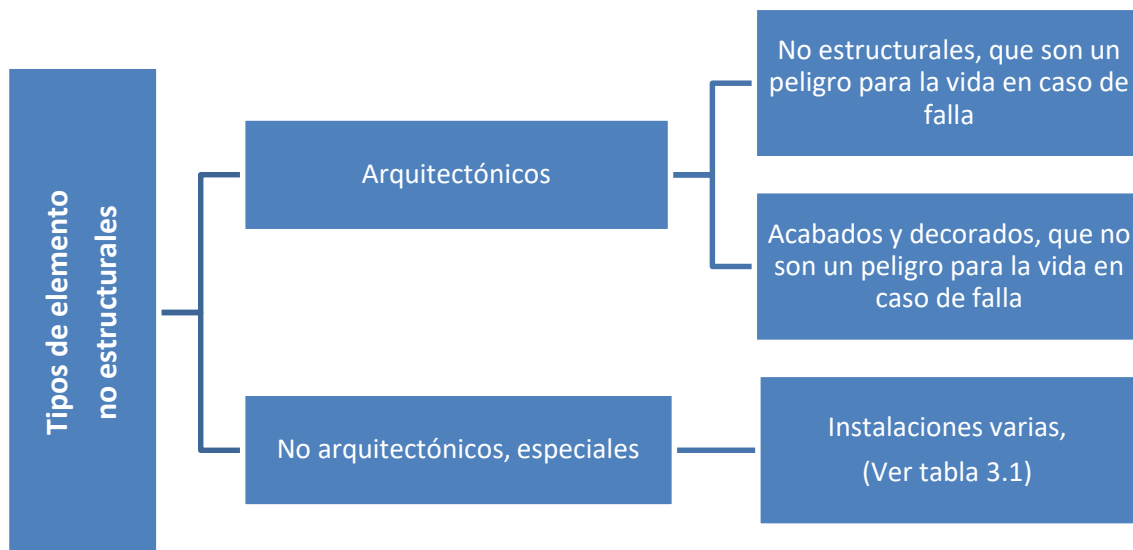 Tipos de elemento
no estructurales
Arquitectónicos
No estructurales, que son un
peligro para la vida en caso de
falla
Acabados y decorados, que no
son un peligro para la vida en
caso de falla
No arquitectónicos, especiales
Instalaciones varias,
(Ver tabla 3.1)